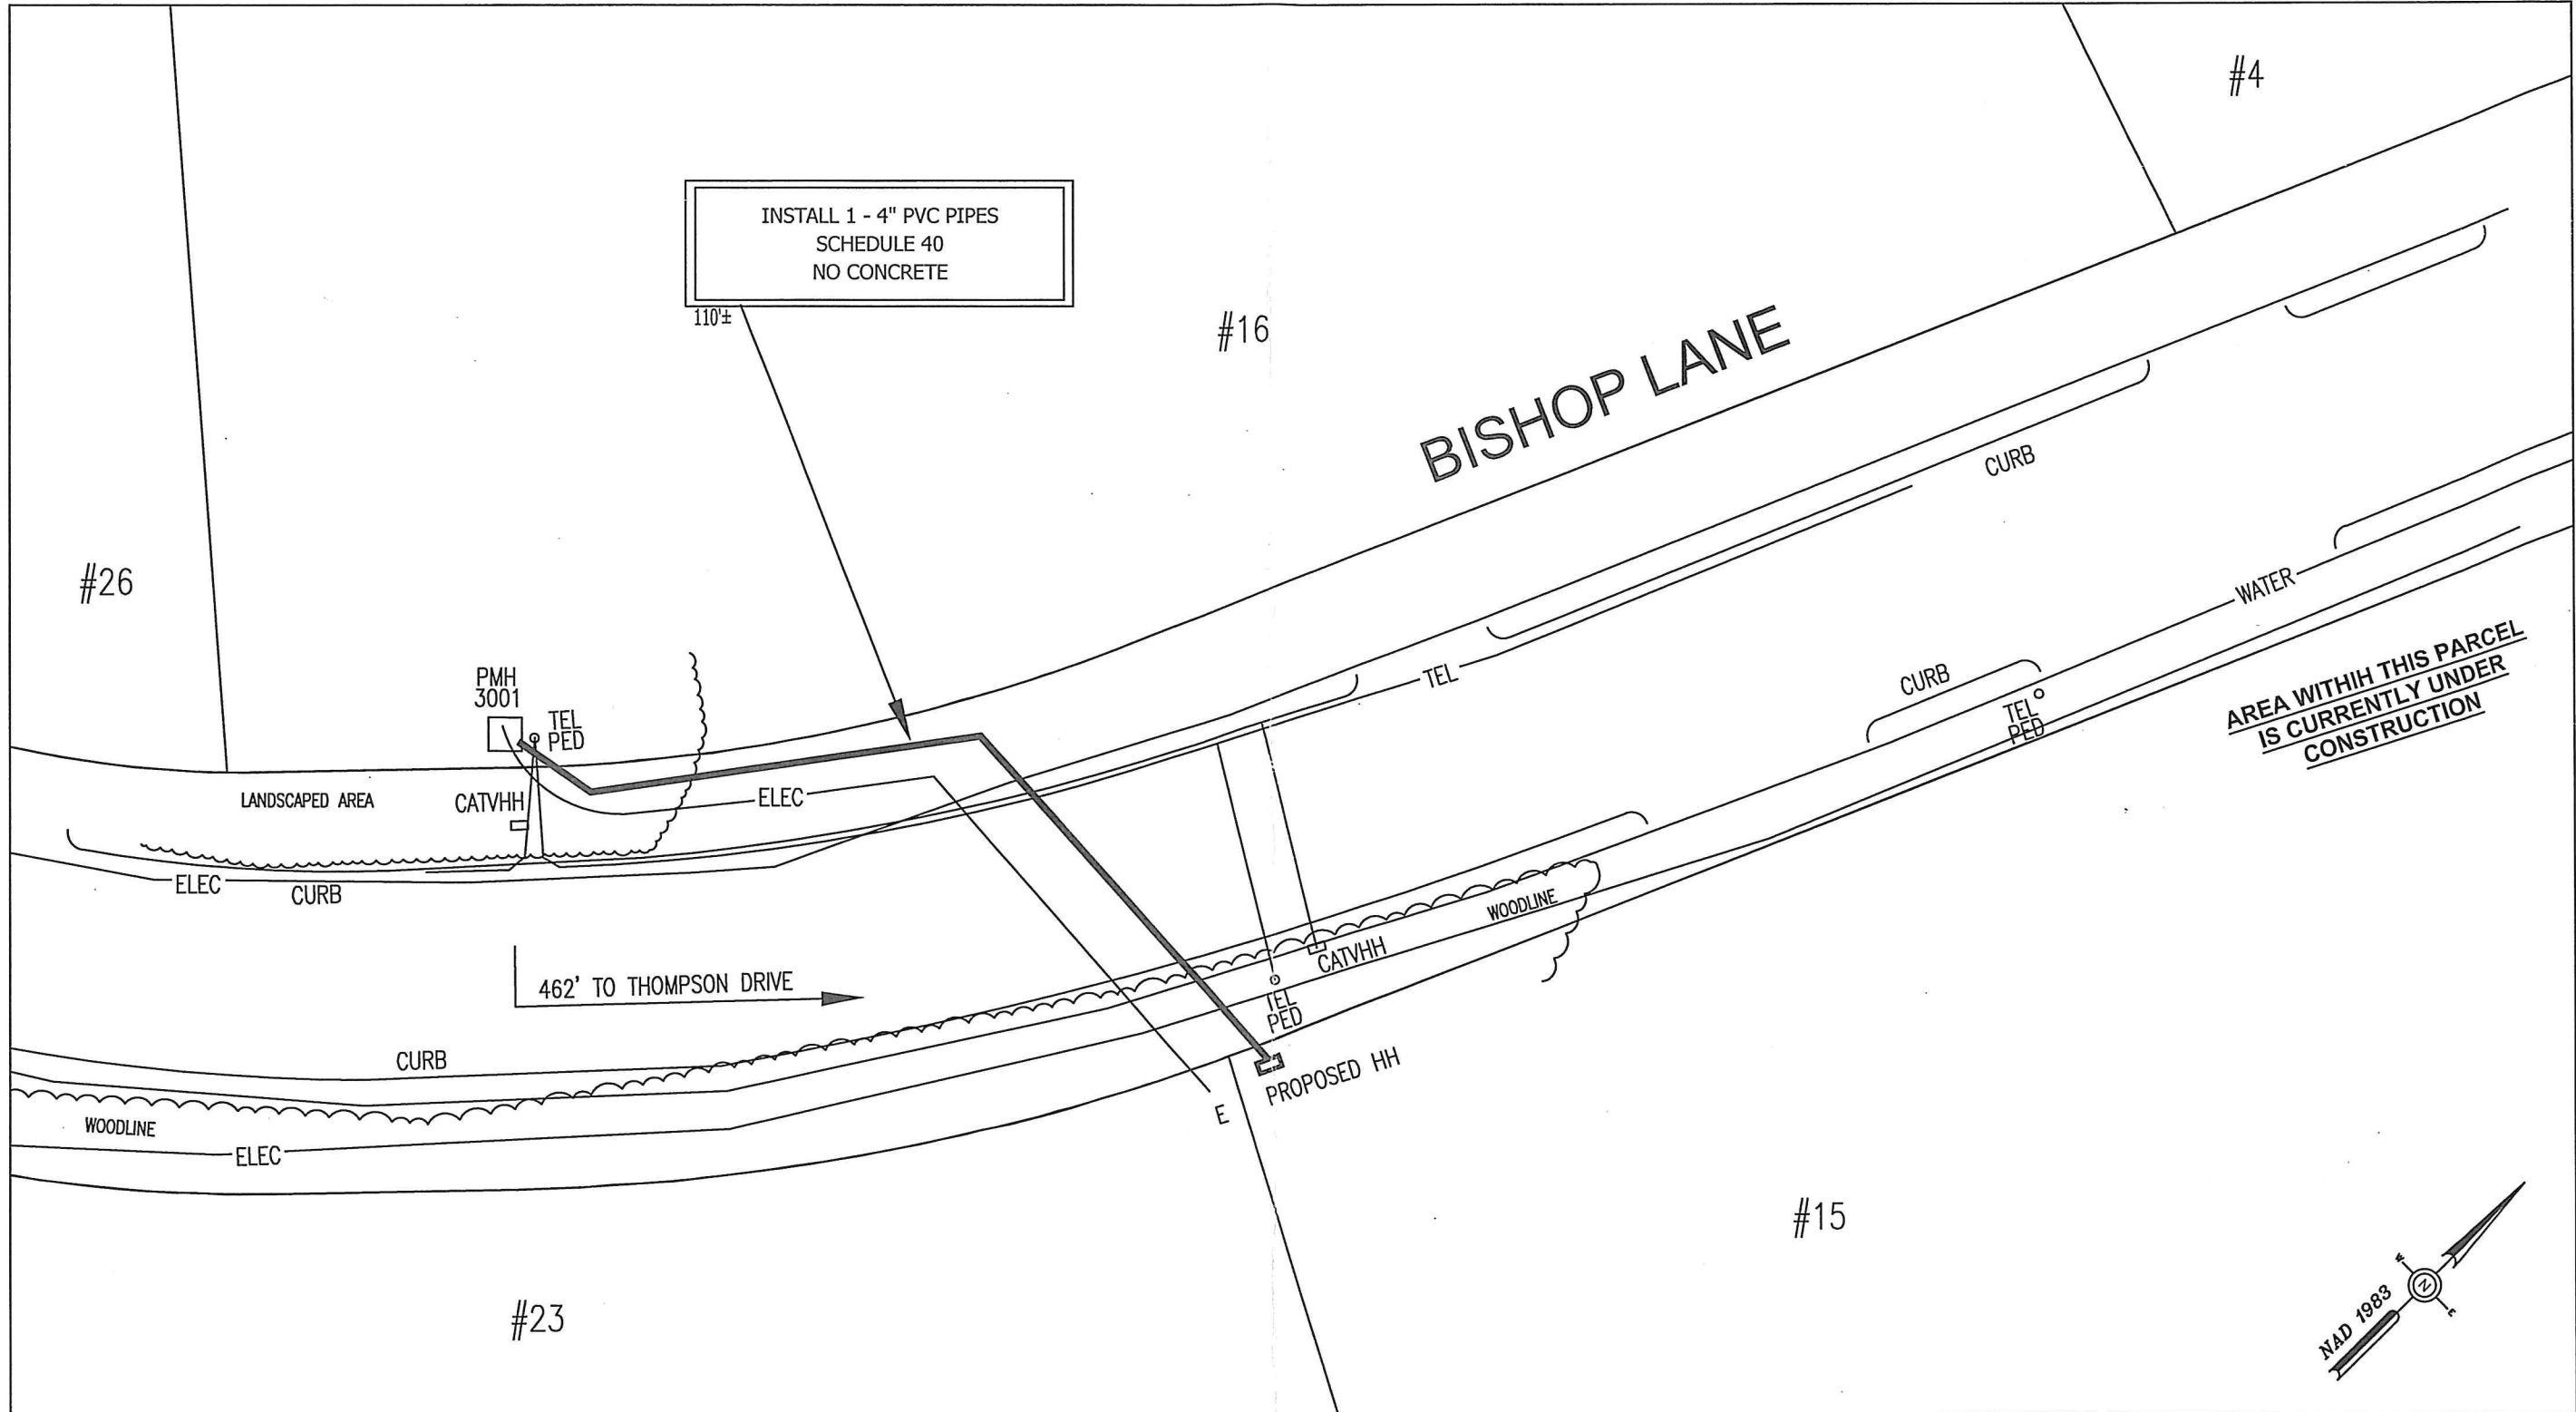 #4
INSTALL 1 - 4" PVC PIPES
SCHEDULE 40
NO CONCRETE
110'±
#16
BISHOP LANE
CURB
#26
WATER
PMH
3001
TEL
PED
TEL
CURB
TEL
PED
AREA WITHIH THIS PARCEL
IS CURRENTLY UNDER
CONSTRUCTION
LANDSCAPED AREA
CATVHH
ELEC
ELEC
CURB
WOODLINE
CATVHH
462' TO THOMPSON DRIVE
TEL
PED
CURB
PROPOSED HH
E
WOODLINE
ELEC
#15
#23
NAD 1983
W
N
E